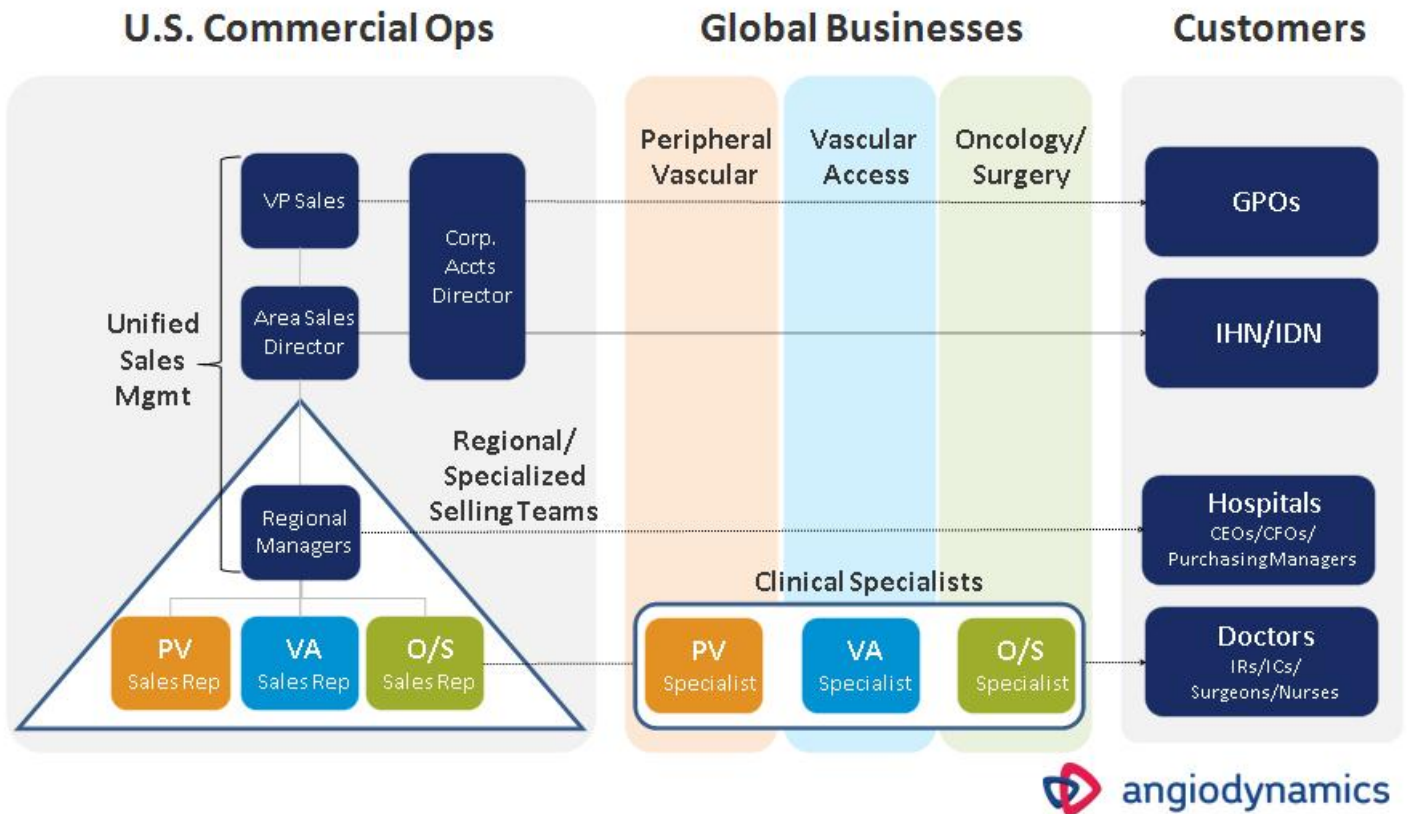 U.S. Commercial Ops
Global Businesses
Customers
VP Sales
Area Sales
Director
Corp.
Accts
Director
Unified
Sales
Mgmt
Regional/
Specialized
Selling Teams
Regional
Managers
PV
Sales Rep
VA
Sales Rep
O/S
Sales Rep
Peripheral
Vascular
Vascular
Access
Oncology/
Surgery
Clinical Specialists
PV
Specialist
VA
Specialist
O/S
Specialist
GPOs
IHN/IDN
Hospitals
CEOs/CFOs/
Purchasing Managers
Doctors
IRs/ICs/
Surgeons/Nurses
angiodynamics